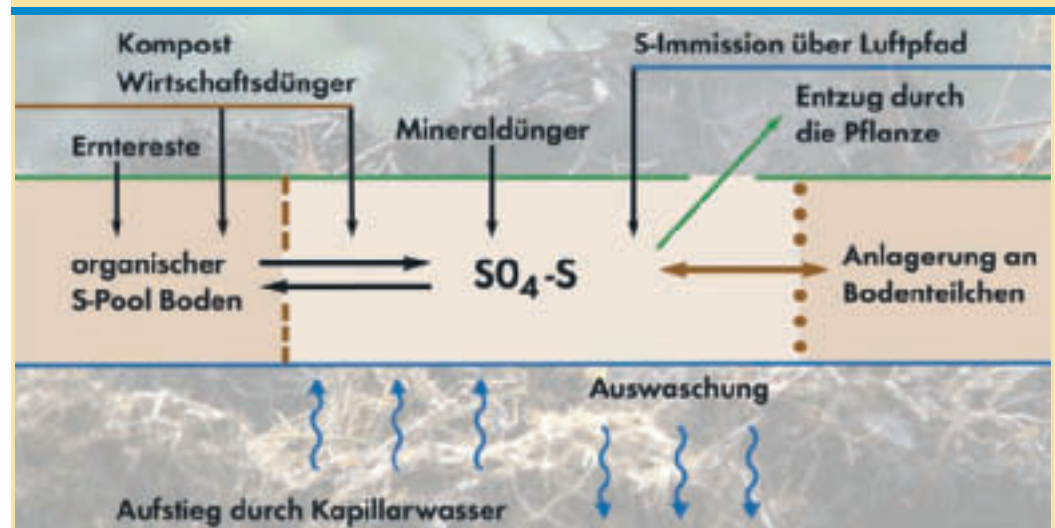 Kompost
Wirtschaftsdünger
S-Immission über Luftpfad
Entzug durch
die Pflanze
Mineraldünger
Erntereste
organischer
S-Pool Boden
SO₄-S
Anlagerung an
Bodenteilchen
Auswaschung
Aufstieg durch Kapillarwasser